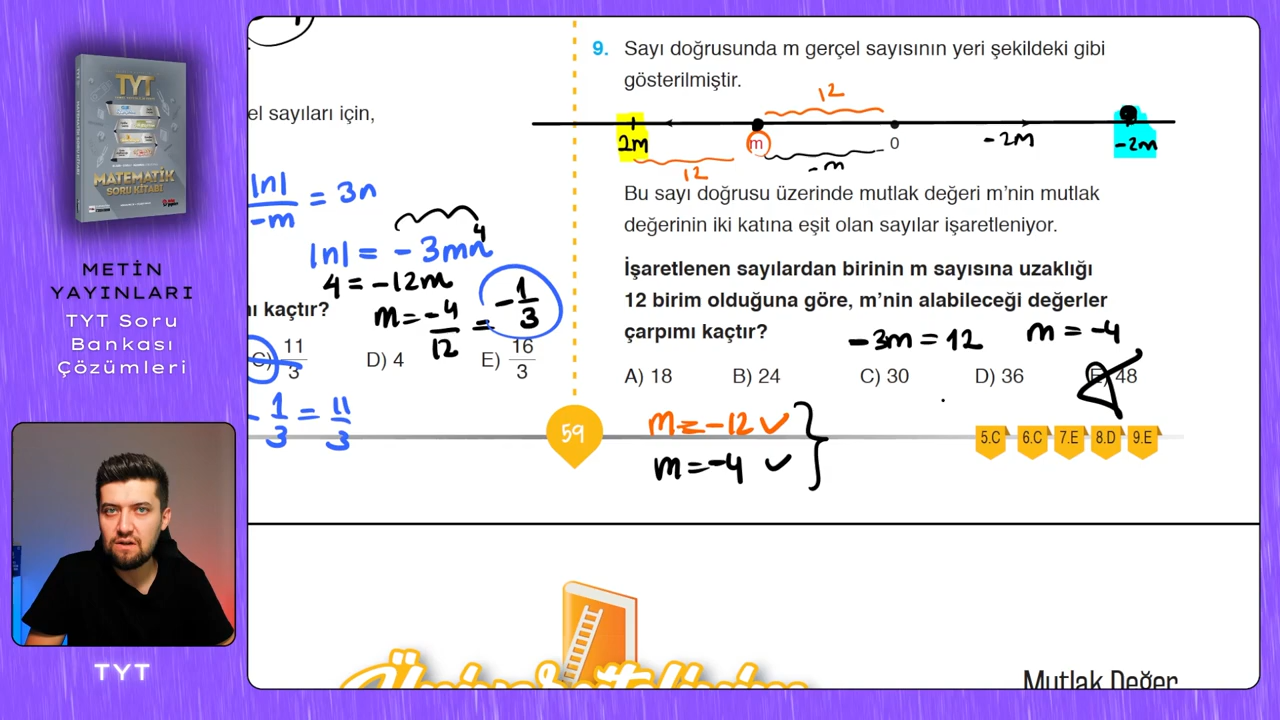 TYT
MATEMATİK
SORU KİTABI
METİN
YAYINLARI
TYT Soru
Bankası
Çözümleri
TYT
el sayıları için,
|n|
-m
= 3n
|n| = -3mn
4
4 = -12m
m = -4
12
= -1
3
nı kaçtır?
C) 11
3
D) 4
E) 16
3
- 1
3
= 11
3
59
9. Sayı doğrusunda m gerçel sayısının yeri şekildeki gibi
gösterilmiştir.
12
2m
m
0
-2m
-2m
12
-m
Bu sayı doğrusu üzerinde mutlak değeri m'nin mutlak
değerinin iki katına eşit olan sayılar işaretleniyor.
İşaretlenen sayılardan birinin m sayısına uzaklığı
12 birim olduğuna göre, m'nin alabileceği değerler
çarpımı kaçtır?
-3m = 12
m = -4
A) 18
B) 24
C) 30
D) 36
E) 48
m = -12
m = -4
5.C
6.C
7.E
8.D
9.E
Mutlak Değer